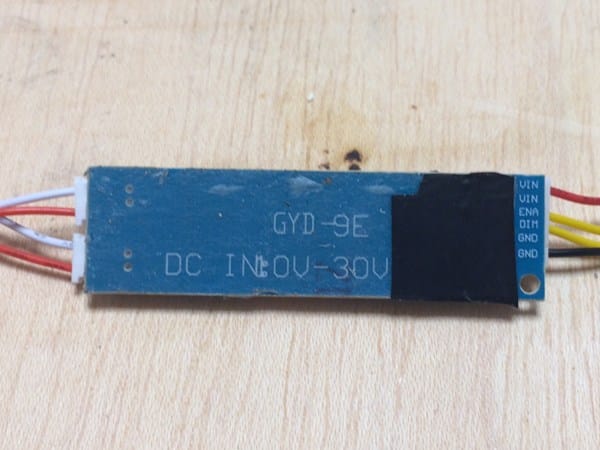 GYD-9E
DC IN:0V-30V
VIN
VIN
ENA
DIM
GND
GND